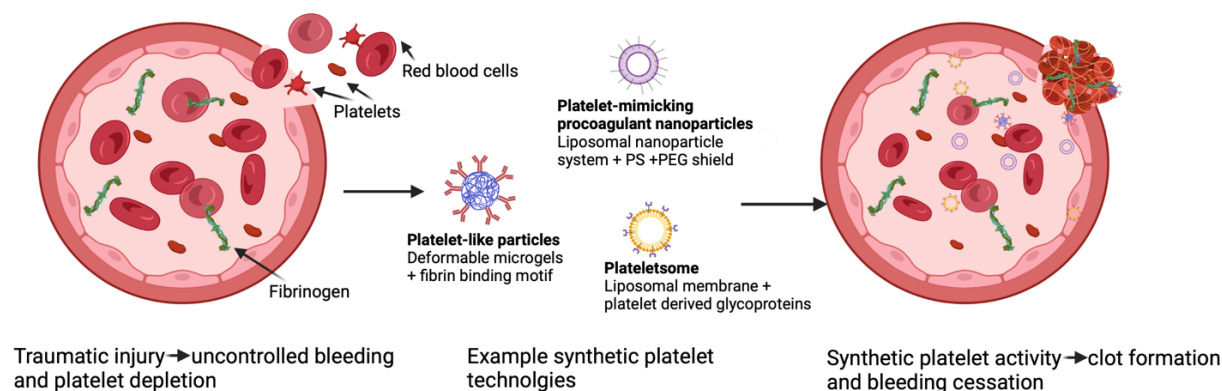 Red blood cells
Platelets
Fibrinogen
Platelet-like particles
Deformable microgels
+ fibrin binding motif
Platelet-mimicking
procoagulant nanoparticles
Liposomal nanoparticle
system + PS +PEG shield
Plateletsome
Liposomal membrane +
platelet derived glycoproteins
Traumatic injury→uncontrolled bleeding
and platelet depletion
Example synthetic platelet
technolgies
Synthetic platelet activity→clot formation
and bleeding cessation